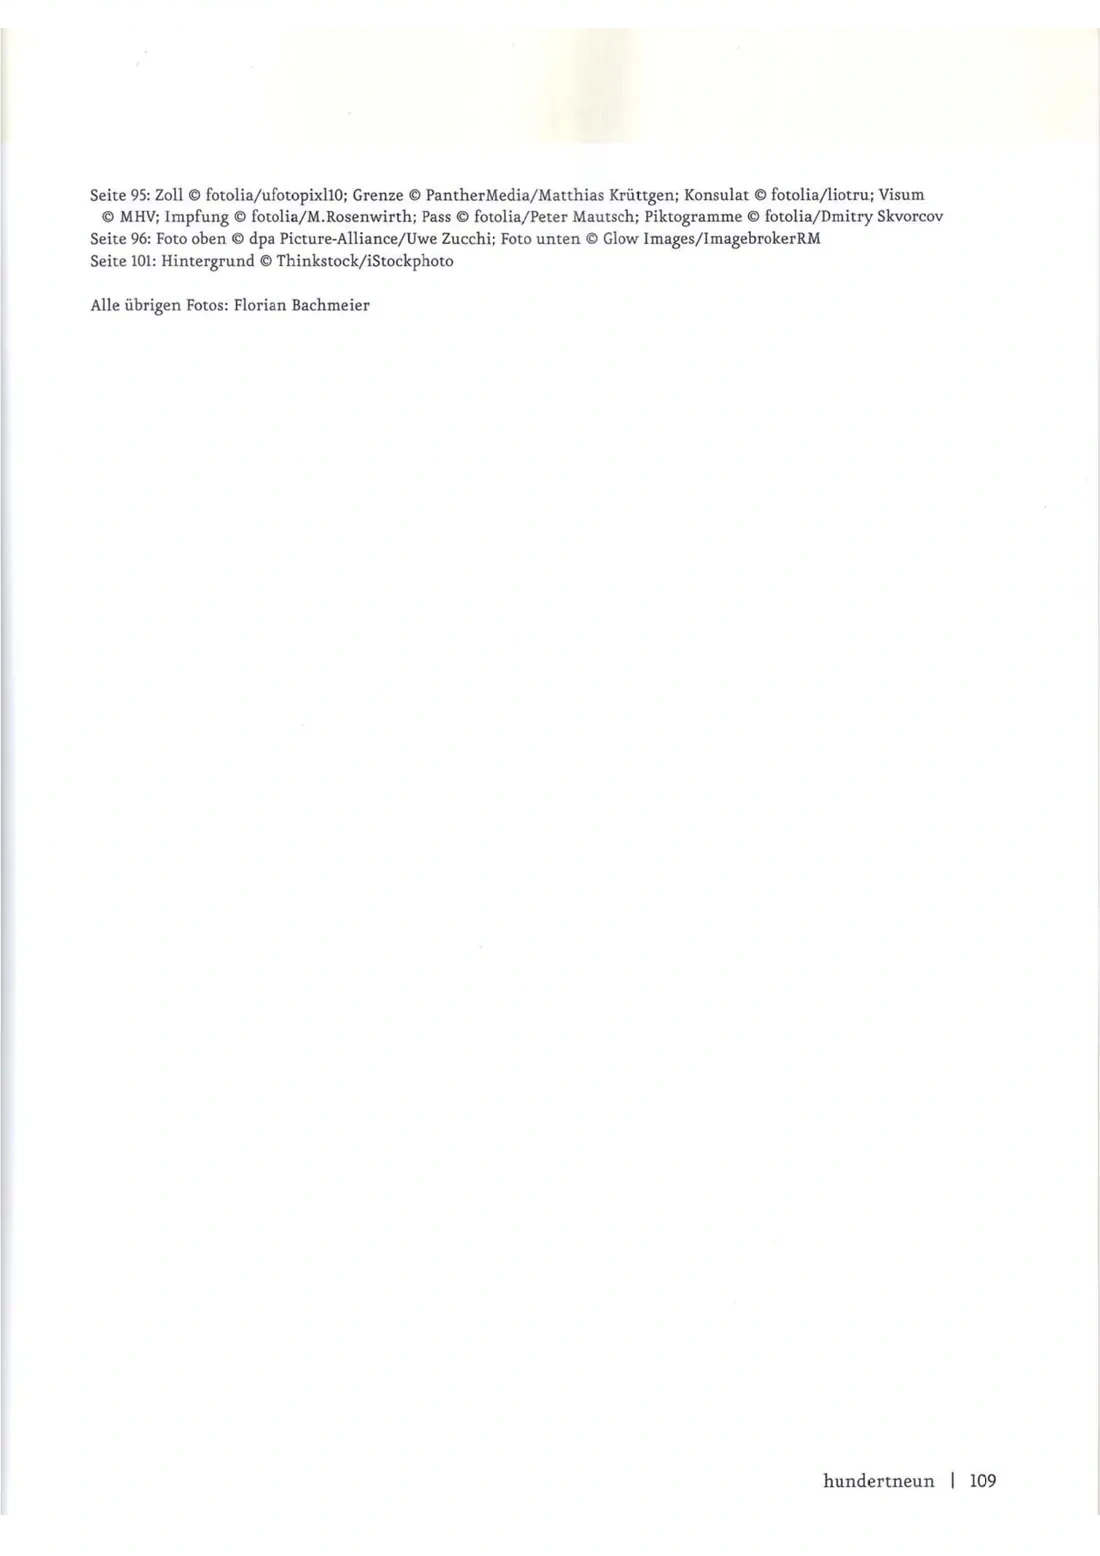 Seite 95: Zoll © fotolia/ufotopixl10; Grenze © PantherMedia/Matthias Krüttgen; Konsulat © fotolia/liotru; Visum
© MHV; Impfung © fotolia/M.Rosenwirth; Pass © fotolia/Peter Mautsch; Piktogramme © fotolia/Dmitry Skvorcov
Seite 96: Foto oben © dpa Picture-Alliance/Uwe Zucchi; Foto unten © Glow Images/ImagebrokerRM
Seite 101: Hintergrund © Thinkstock/iStockphoto
Alle übrigen Fotos: Florian Bachmeier
hundertneun | 109